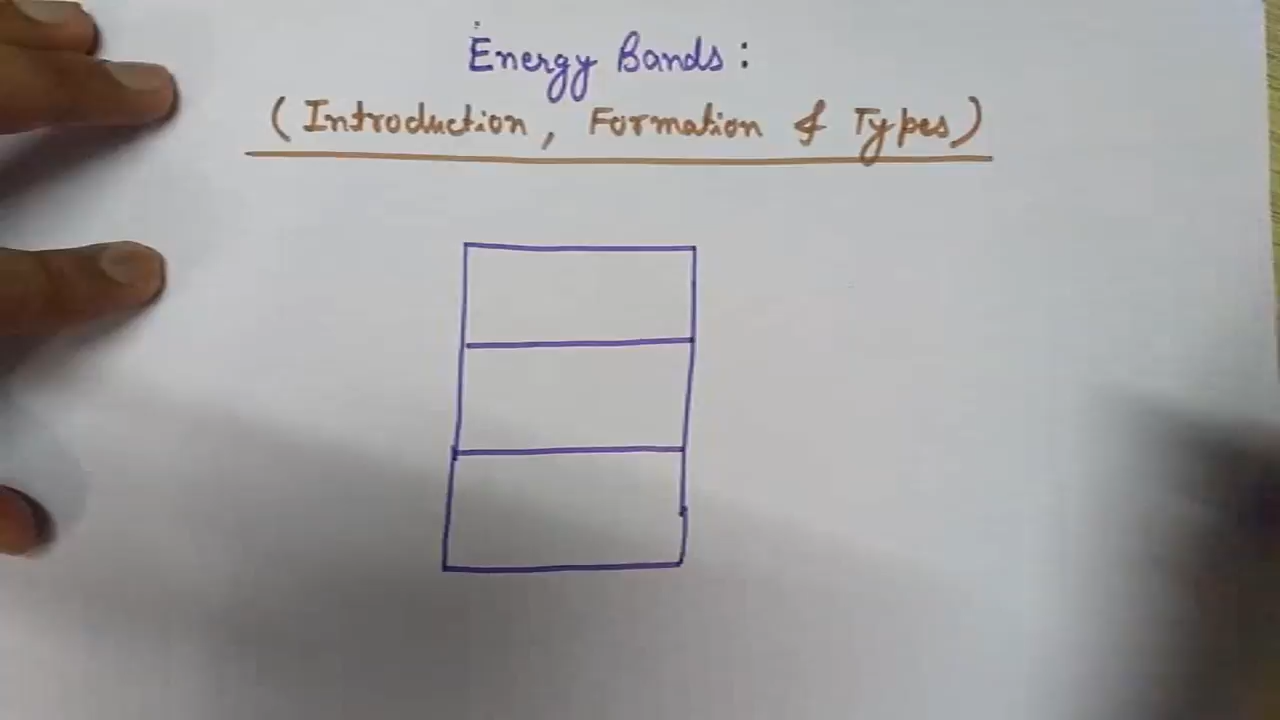 Energy Bands:
(Introduction, Formation & Types)